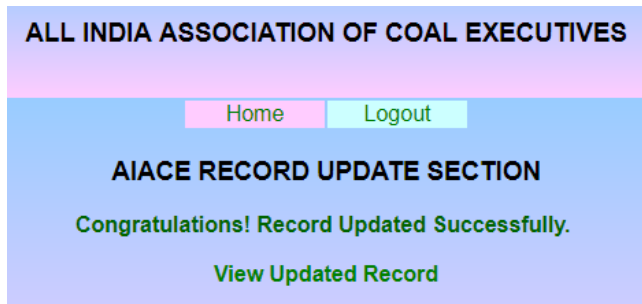 ALL INDIA ASSOCIATION OF COAL EXECUTIVES
Home Logout
AIACE RECORD UPDATE SECTION
Congratulations! Record Updated Successfully.
View Updated Record